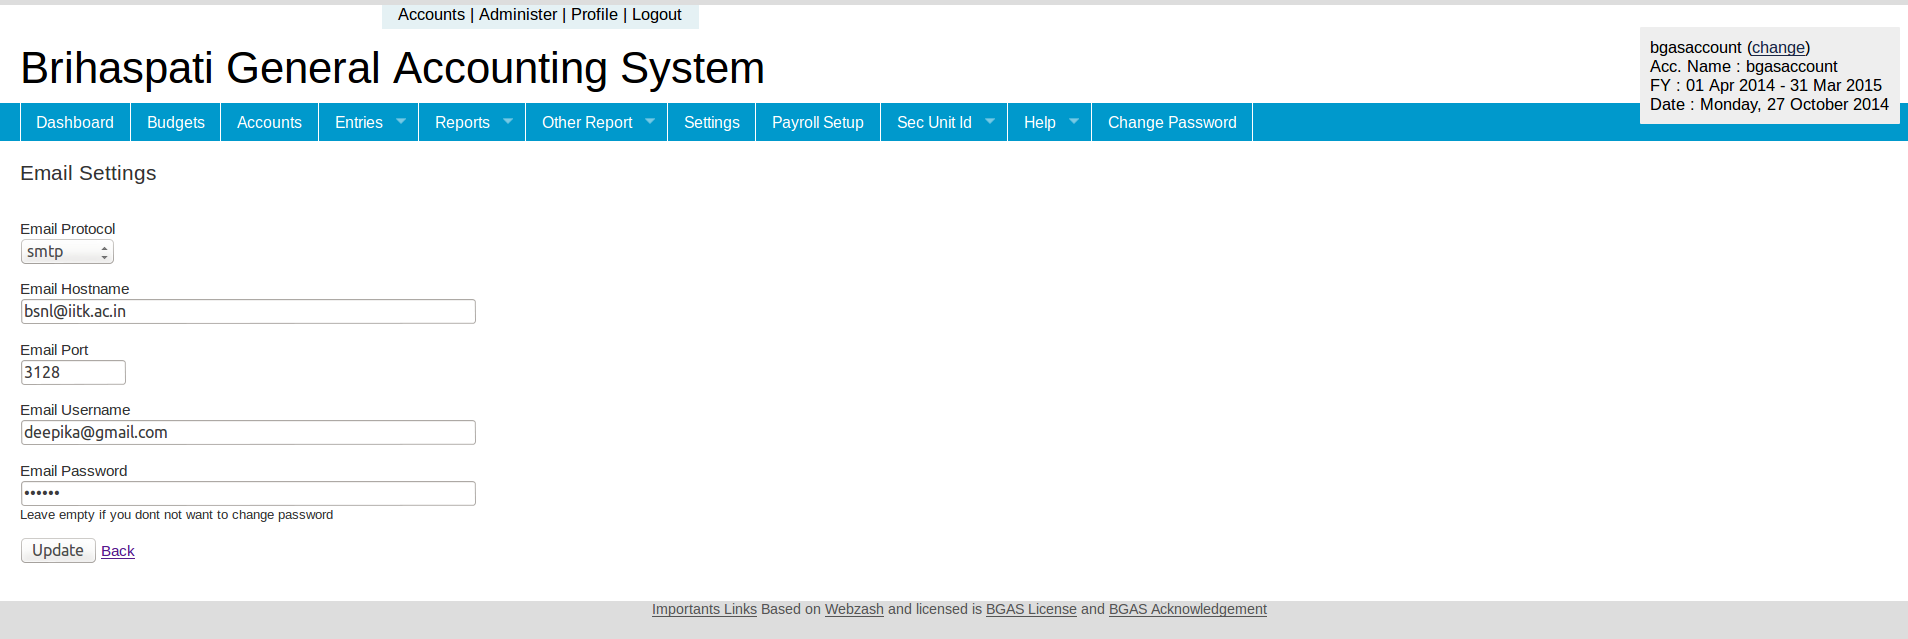 Accounts | Administer | Profile | Logout
Brihaspati General Accounting System
bgasaccount (change)
Acc. Name : bgasaccount
FY : 01 Apr 2014 - 31 Mar 2015
Date : Monday, 27 October 2014
Dashboard Budgets Accounts Entries Reports Other Report Settings Payroll Setup Sec Unit Id Help Change Password
Email Settings
Email Protocol
smtp
Email Hostname
bsnl@iitk.ac.in
Email Port
3128
Email Username
deepika@gmail.com
Email Password
••••••
Leave empty if you dont not want to change password
Update Back
Importants Links Based on Webzash and licensed is BGAS License and BGAS Acknowledgement